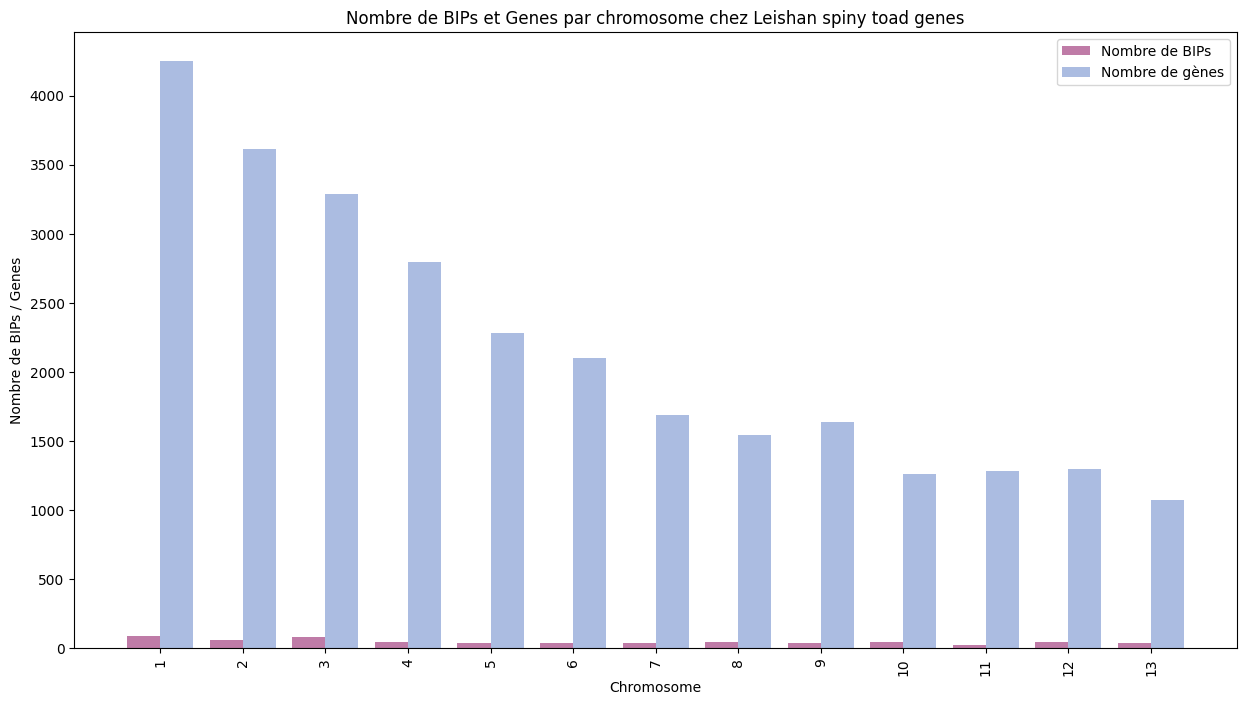 Nombre de BIPs et Genes par chromosome chez Leishan spiny toad genes
Nombre de BIPs
Nombre de gènes
Nombre de BIPs / Genes
4000
3500
3000
2500
2000
1500
1000
500
0
1 2 3 4 5 6 7 8 9 10 11 12 13
Chromosome